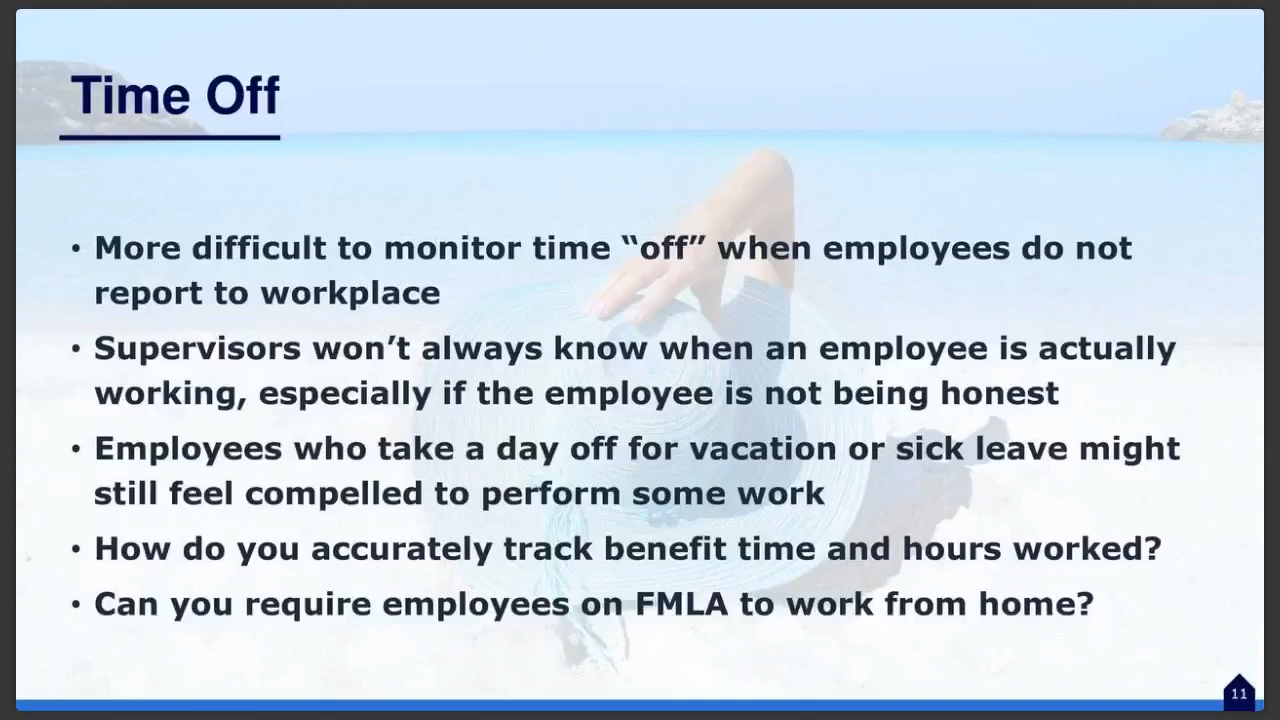 Time Off
• More difficult to monitor time “off” when employees do not
report to workplace
• Supervisors won’t always know when an employee is actually
working, especially if the employee is not being honest
• Employees who take a day off for vacation or sick leave might
still feel compelled to perform some work
• How do you accurately track benefit time and hours worked?
• Can you require employees on FMLA to work from home?
11